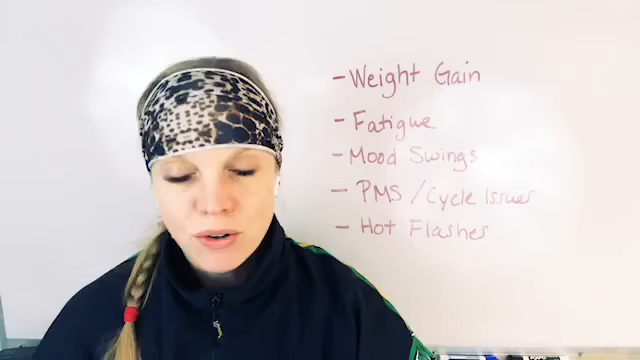 - Weight Gain
- Fatigue
- Mood Swings
- PMS / Cycle Issues
- Hot Flashes